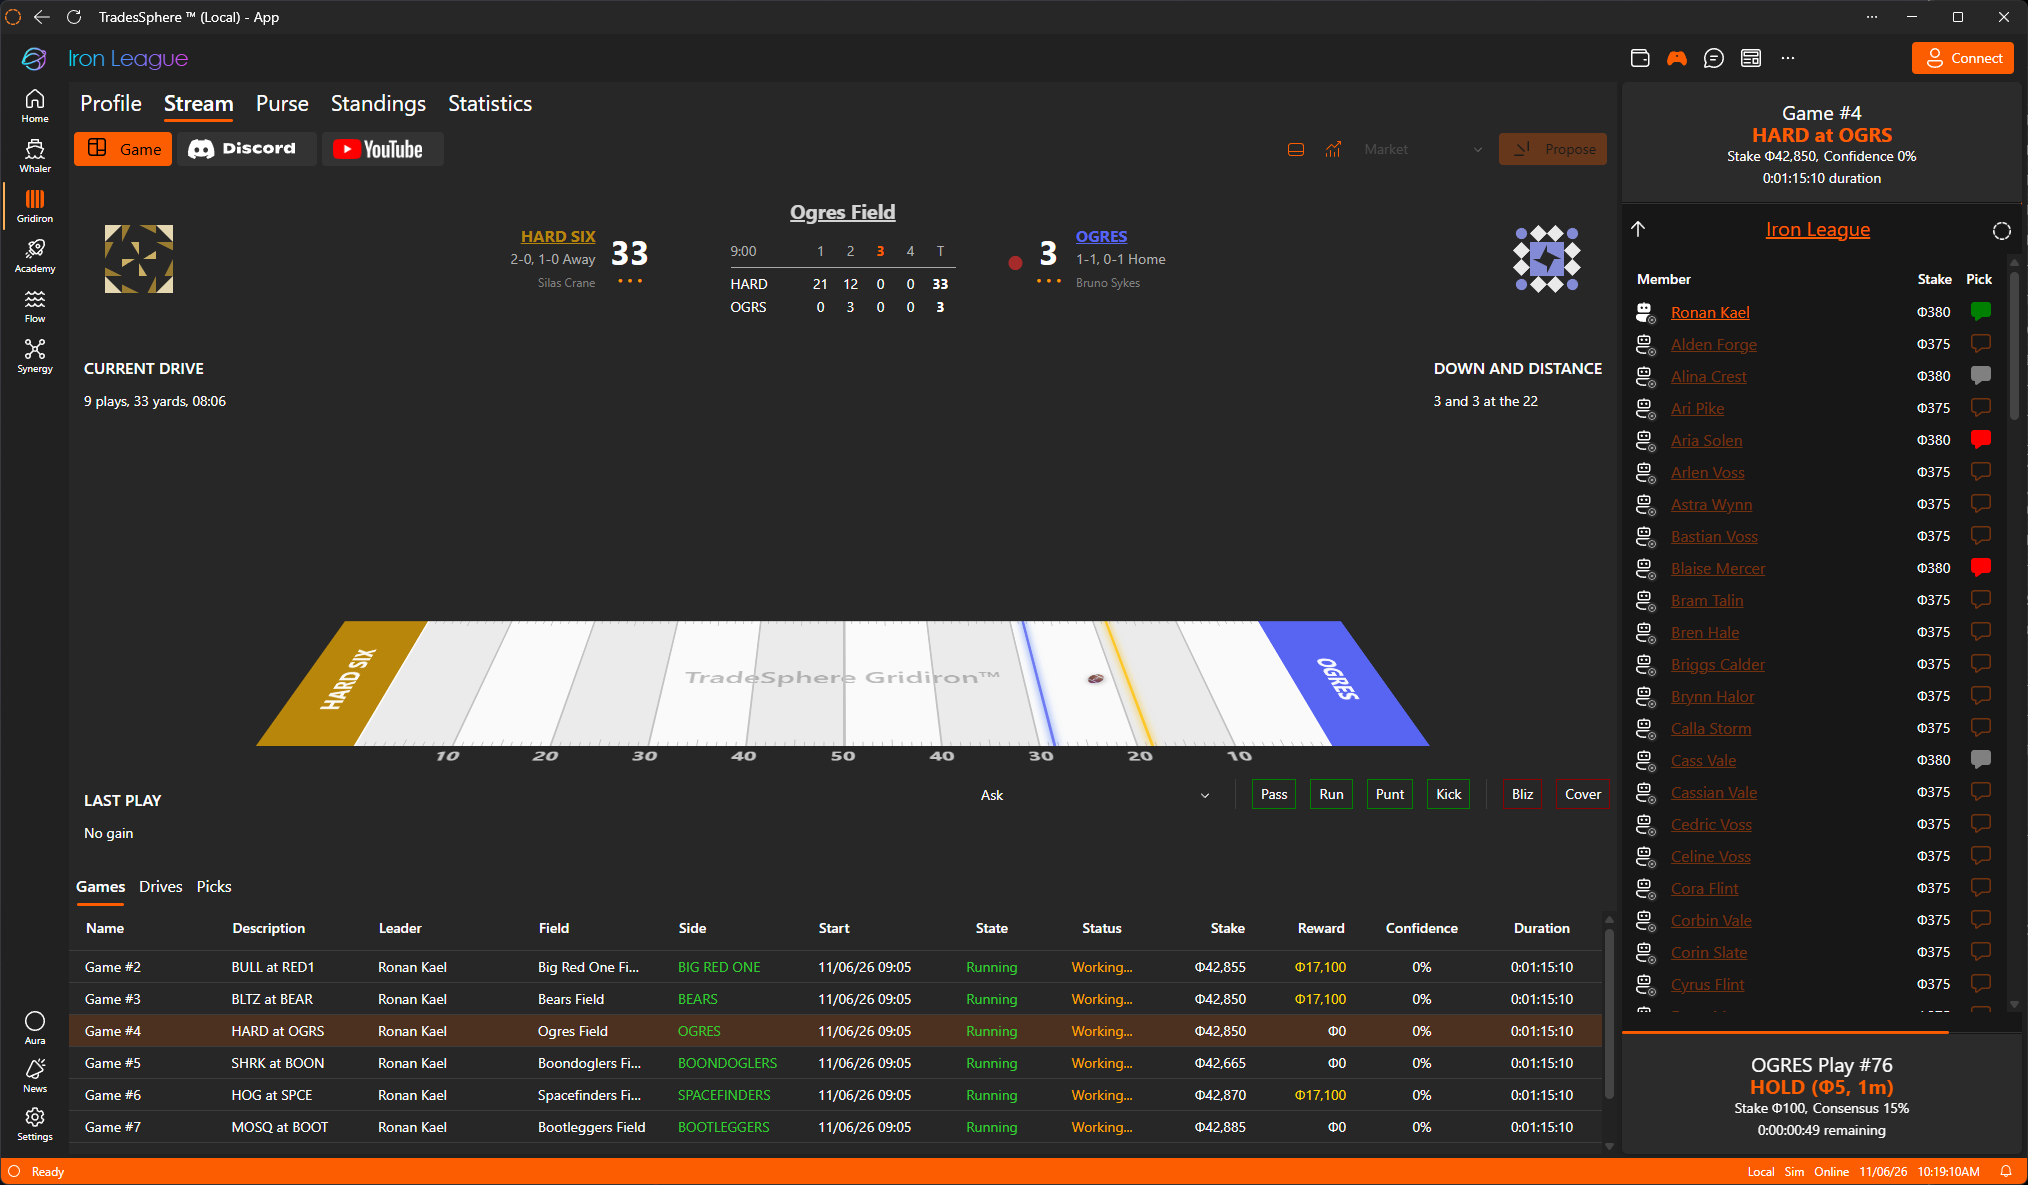 TradesSphere ™ (Local) - App
Iron League
Connect
Home
Whaler
Gridiron
Academy
Flow
Synergy
Aura
News
Settings
Profile Stream Purse Standings Statistics
Game Discord YouTube Market Propose
Ogres Field
HARD SIX 33
2-0, 1-0 Away
Silas Crane
9:00 1 2 3 4 T
HARD 21 12 0 0 33
OGRS 0 3 0 0 3
3 OGRES
1-1, 0-1 Home
Bruno Sykes
CURRENT DRIVE
9 plays, 33 yards, 08:06
DOWN AND DISTANCE
3 and 3 at the 22
HARD SIX
TradeSphere Gridiron™
OGRES
10 20 30 40 50 40 30 20 10
LAST PLAY
No gain
Ask Pass Run Punt Kick Bliz Cover
Games Drives Picks
Name Description Leader Field Side Start State Status Stake Reward Confidence Duration
Game #2 BULL at RED1 Ronan Kael Big Red One Fi... BIG RED ONE 11/06/26 09:05 Running Working... Φ42,855 Φ17,100 0% 0:01:15:10
Game #3 BLTZ at BEAR Ronan Kael Bears Field BEARS 11/06/26 09:05 Running Working... Φ42,850 Φ17,100 0% 0:01:15:10
Game #4 HARD at OGRS Ronan Kael Ogres Field OGRES 11/06/26 09:05 Running Working... Φ42,850 Φ0 0% 0:01:15:10
Game #5 SHRK at BOON Ronan Kael Boondoglers Fi... BOONDOGLERS 11/06/26 09:05 Running Working... Φ42,665 Φ0 0% 0:01:15:10
Game #6 HOG at SPCE Ronan Kael Spacefinders Fi... SPACEFINDERS 11/06/26 09:05 Running Working... Φ42,870 Φ17,100 0% 0:01:15:10
Game #7 MOSQ at BOOT Ronan Kael Bootleggers Field BOOTLEGGERS 11/06/26 09:05 Running Working... Φ42,885 Φ0 0% 0:01:15:10
Game #4
HARD at OGRS
Stake Φ42,850, Confidence 0%
0:01:15:10 duration
Iron League
Member Stake Pick
Ronan Kael Φ380
Alden Forge Φ375
Alina Crest Φ380
Ari Pike Φ375
Aria Solen Φ380
Arlen Voss Φ375
Astra Wynn Φ375
Bastian Voss Φ375
Blaise Mercer Φ380
Bram Talin Φ375
Bren Hale Φ375
Briggs Calder Φ375
Brynn Halor Φ375
Calla Storm Φ375
Cass Vale Φ380
Cassian Vale Φ375
Cedric Voss Φ375
Celine Voss Φ375
Cora Flint Φ375
Corbin Vale Φ375
Corin Slate Φ375
Cyrus Flint Φ375
OGRES Play #76
HOLD (Φ5, 1m)
Stake Φ100, Consensus 15%
0:00:00:49 remaining
Ready Local Sim Online 11/06/26 10:19:10AM